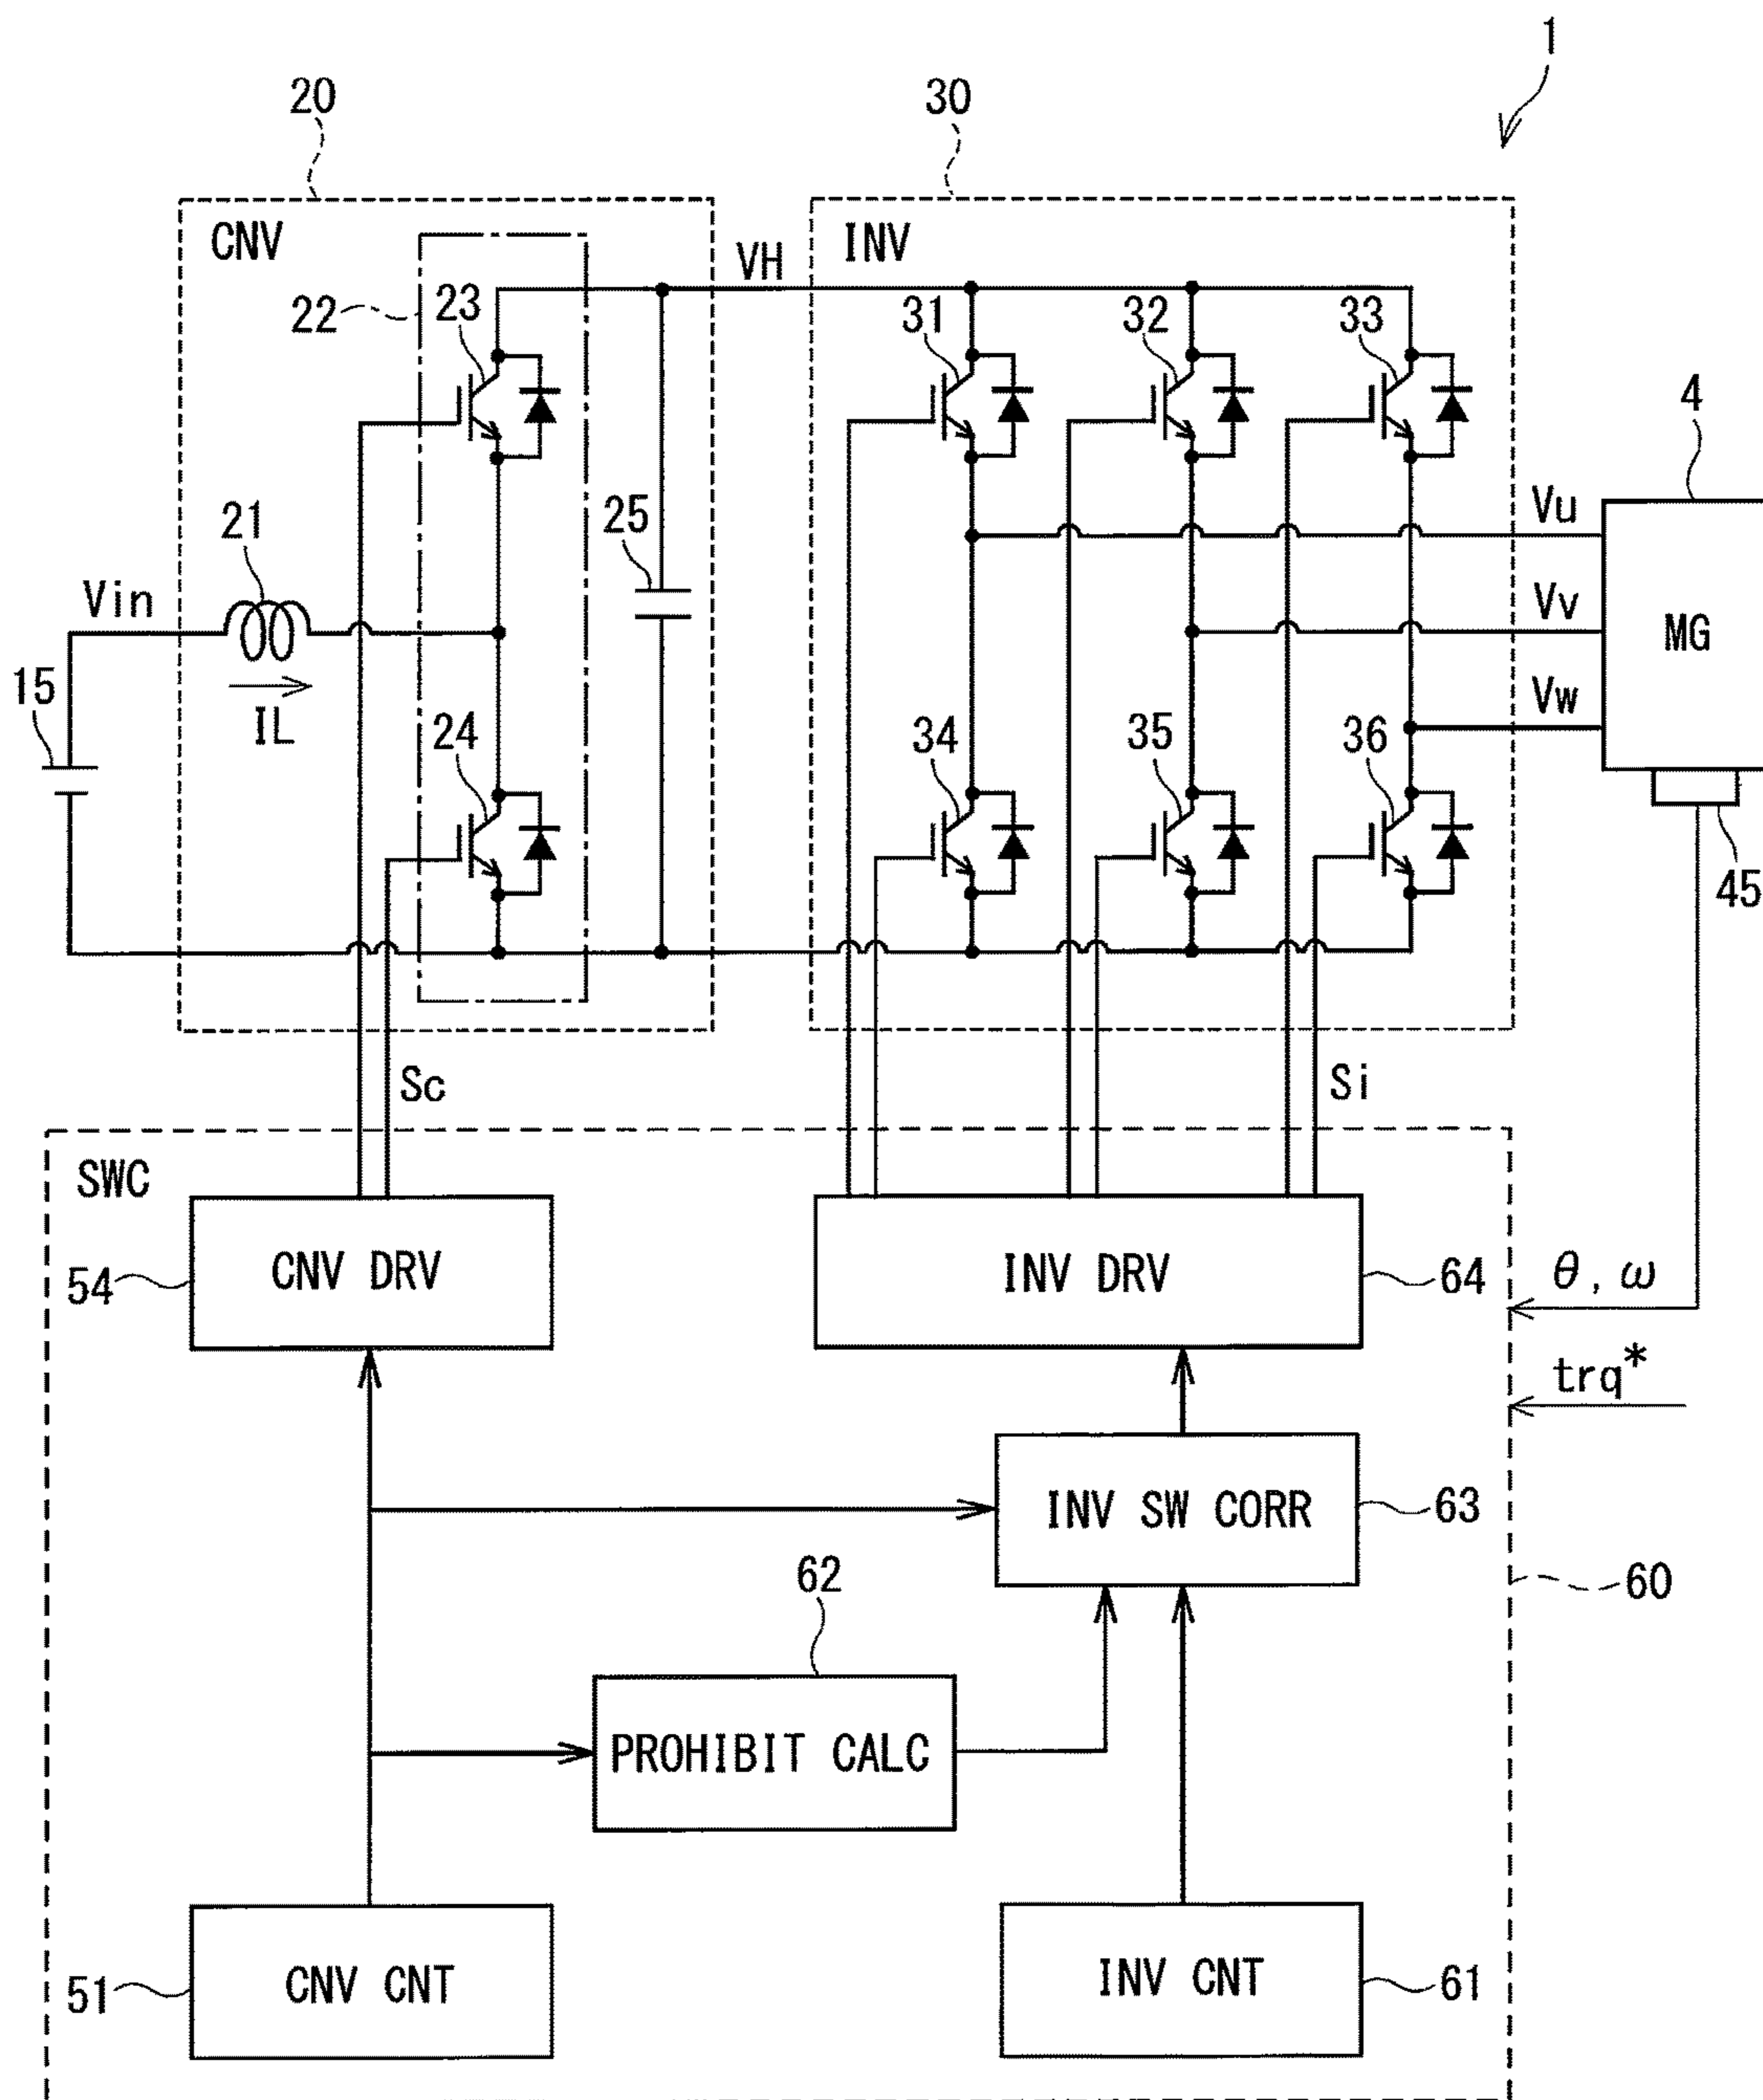 1
20
30
CNV
VH
INV
22
23
31
32
33
4
21
25
Vu
Vin
Vv
MG
15
IL
Vw
24
34
35
36
45
Sc
Si
SWC
54
CNV DRV
INV DRV
64
θ, ω
trq*
INV SW CORR
63
62
60
PROHIBIT CALC
51
CNV CNT
INV CNT
61